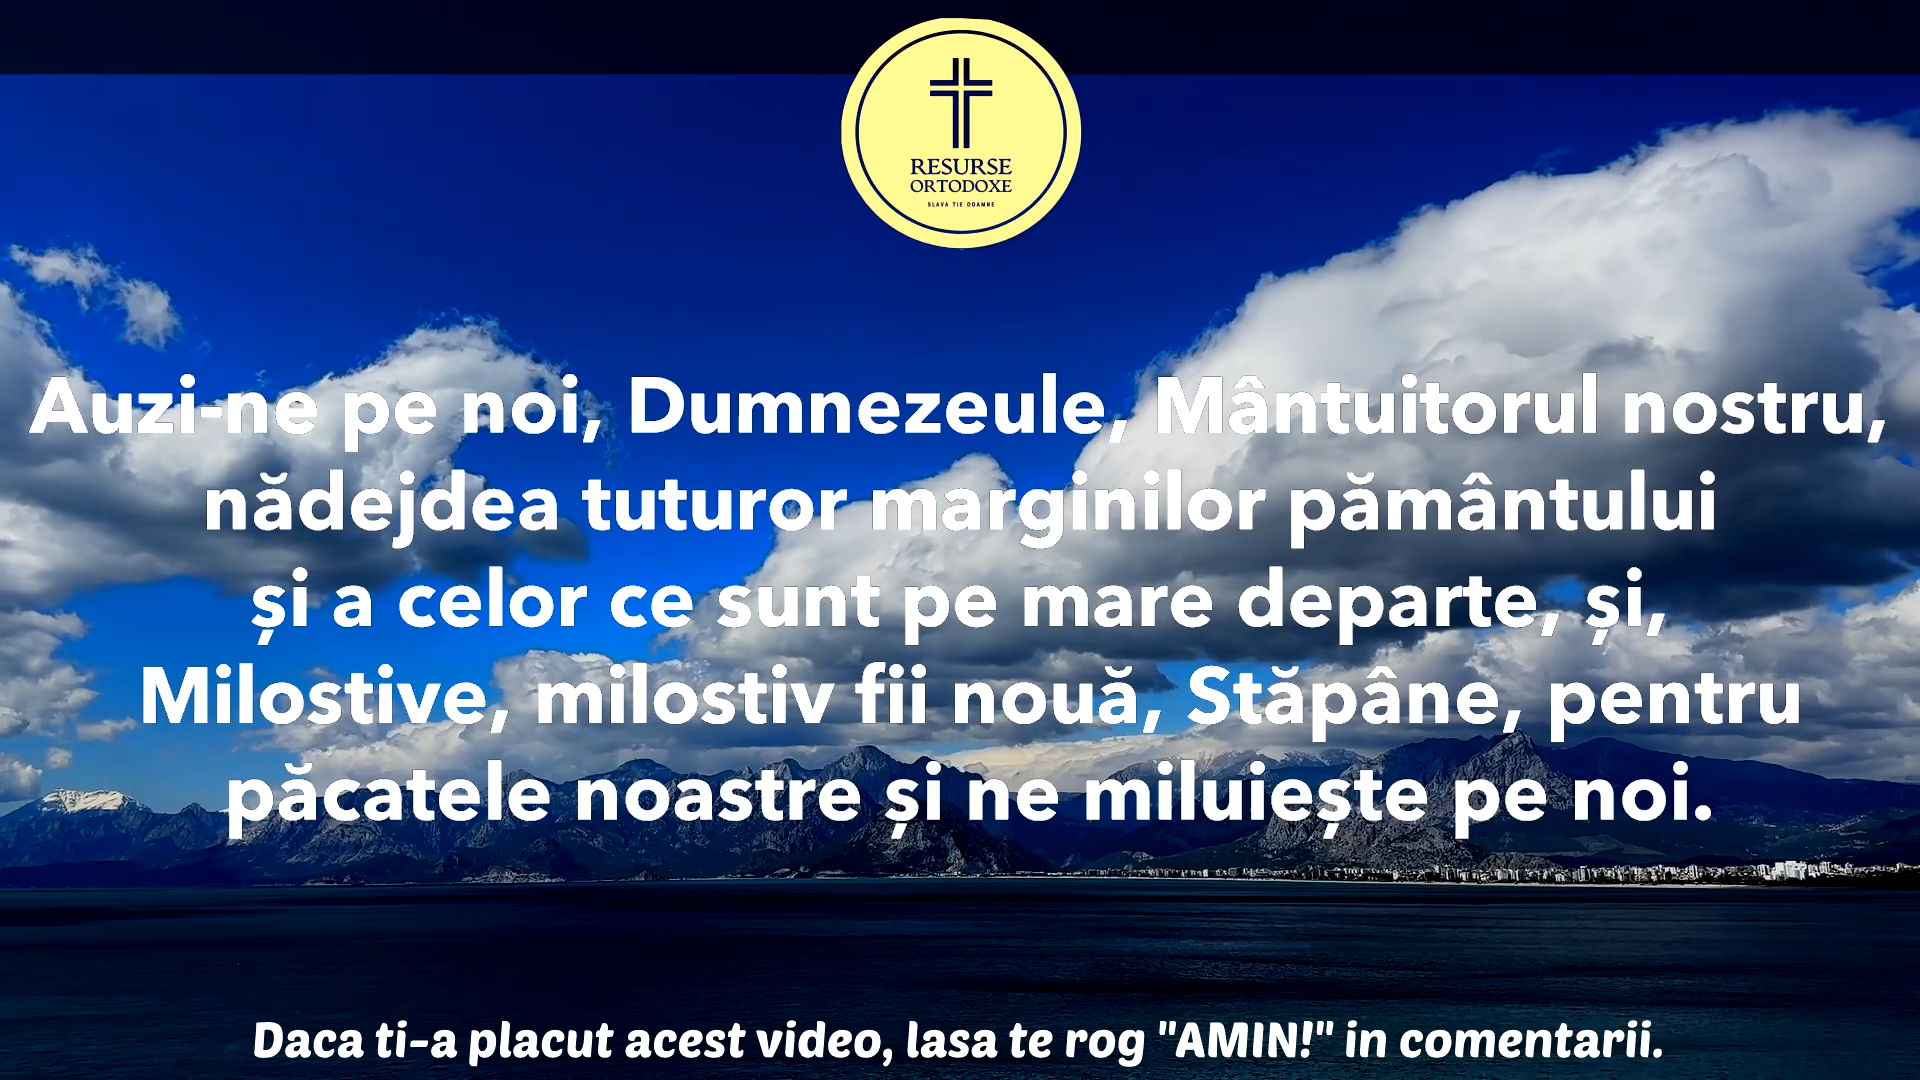 RESURSE
ORTODOXE
SLAVA TIE DOAMNE
Auzi-ne pe noi, Dumnezeule, Mântuitorul nostru,
nădejdea tuturor marginilor pământului
și a celor ce sunt pe mare departe, și,
Milostive, milostiv fii nouă, Stăpâne, pentru
păcatele noastre și ne miluiește pe noi.
Daca ti-a placut acest video, lasa te rog "AMIN!" in comentarii.